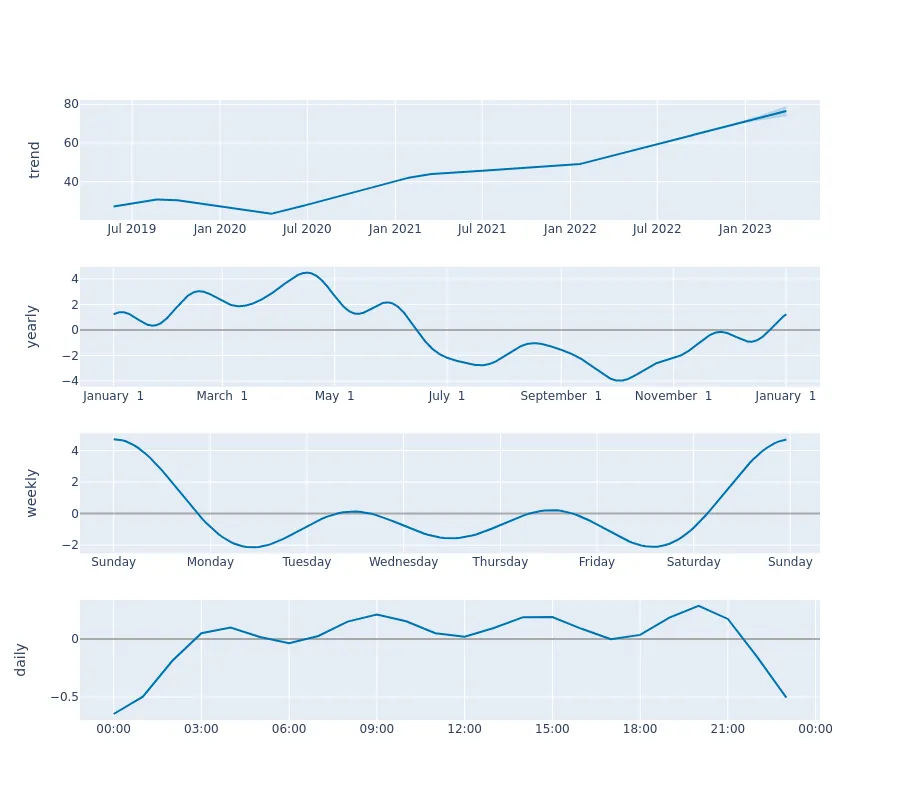 trend
80
60
40
Jul 2019 Jan 2020 Jul 2020 Jan 2021 Jul 2021 Jan 2022 Jul 2022 Jan 2023
yearly
4
2
0
−2
−4
January 1 March 1 May 1 July 1 September 1 November 1 January 1
weekly
4
2
0
−2
Sunday Monday Tuesday Wednesday Thursday Friday Saturday Sunday
daily
0
−0.5
00:00 03:00 06:00 09:00 12:00 15:00 18:00 21:00 00:00